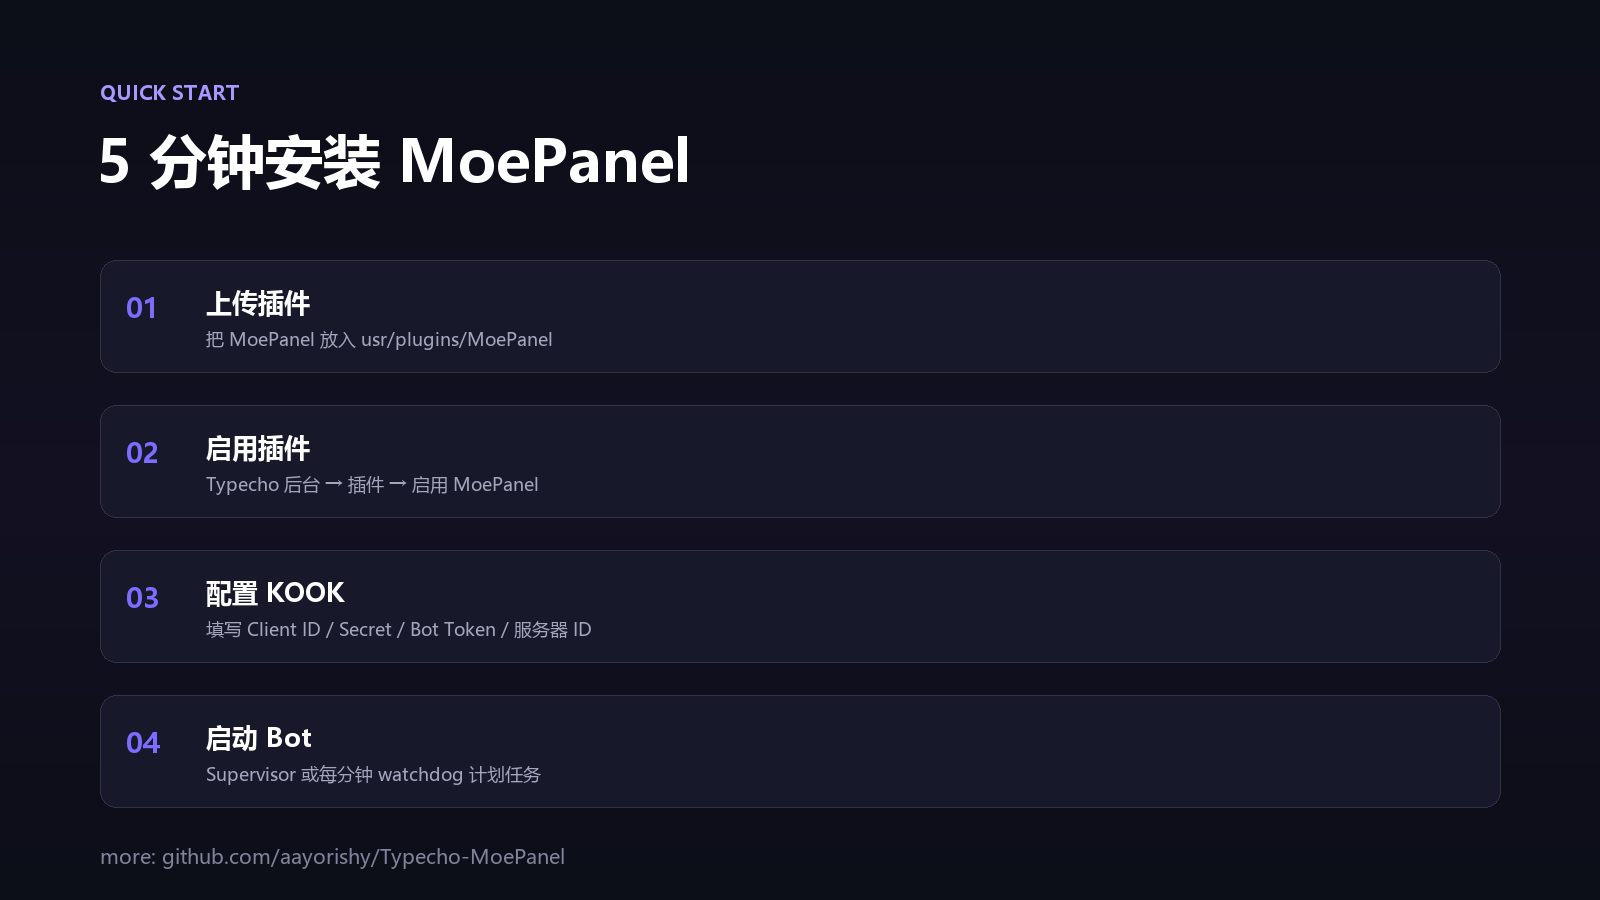 QUICK START
5 分钟安装 MoePanel
01
上传插件
把 MoePanel 放入 usr/plugins/MoePanel
02
启用插件
Typecho 后台 → 插件 → 启用 MoePanel
03
配置 KOOK
填写 Client ID / Secret / Bot Token / 服务器 ID
04
启动 Bot
Supervisor 或每分钟 watchdog 计划任务
more: github.com/aayorishy/Typecho-MoePanel